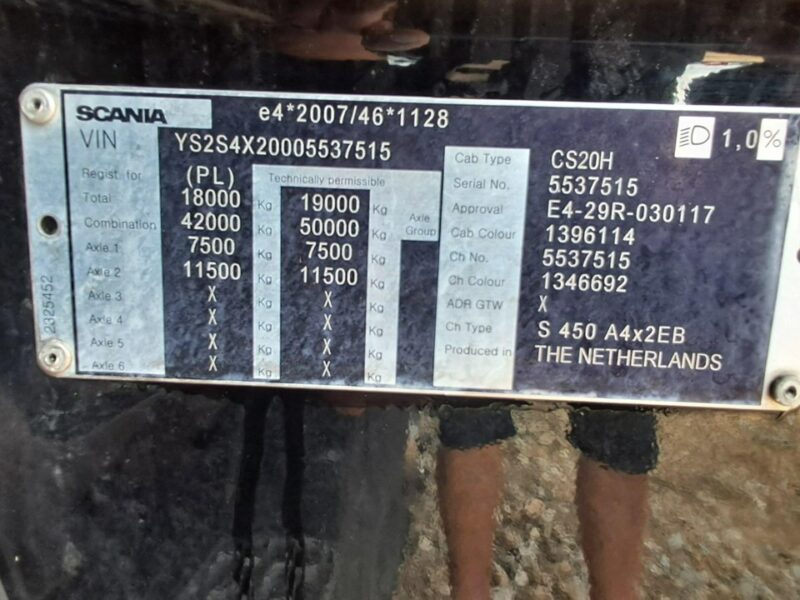 SCANIA e4*2007/46*1128
VIN YS2S4X20005537515 1,0%
Regist. for (PL) Technically permissible
Total 18000 Kg 19000 Kg
Combination 42000 Kg 50000 Kg Axle Group
Axle 1 7500 Kg 7500 Kg
Axle 2 11500 Kg 11500 Kg
Axle 3 X Kg X Kg
Axle 4 X Kg X Kg
Axle 5 X Kg X Kg
Axle 6 X Kg X Kg
Cab Type CS20H
Serial No. 5537515
Approval E4-29R-030117
Cab Colour 1396114
Ch No. 5537515
Ch Colour 1346692
ADR GTW X
Ch Type S 450 A4x2EB
Produced in THE NETHERLANDS
2325452